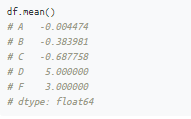 df.mean()
# A   -0.004474
# B   -0.383981
# C   -0.687758
# D    5.000000
# F    3.000000
# dtype: float64